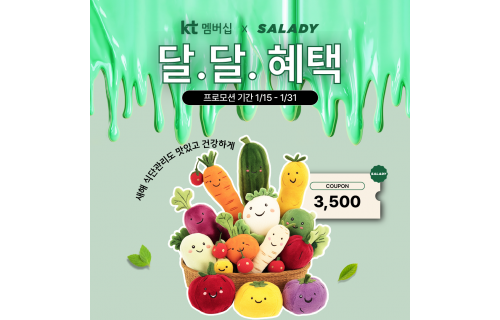 kt 멤버십 x SALADY
달.달.혜택
프로모션 기간 1/15 - 1/31
새해 식단관리도 맛있고 건강하게
SALADY
COUPON
3,500